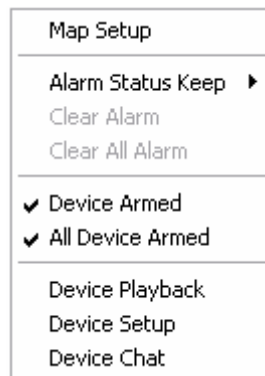 Map Setup
Alarm Status Keep
Clear Alarm
Clear All Alarm
Device Armed
All Device Armed
Device Playback
Device Setup
Device Chat